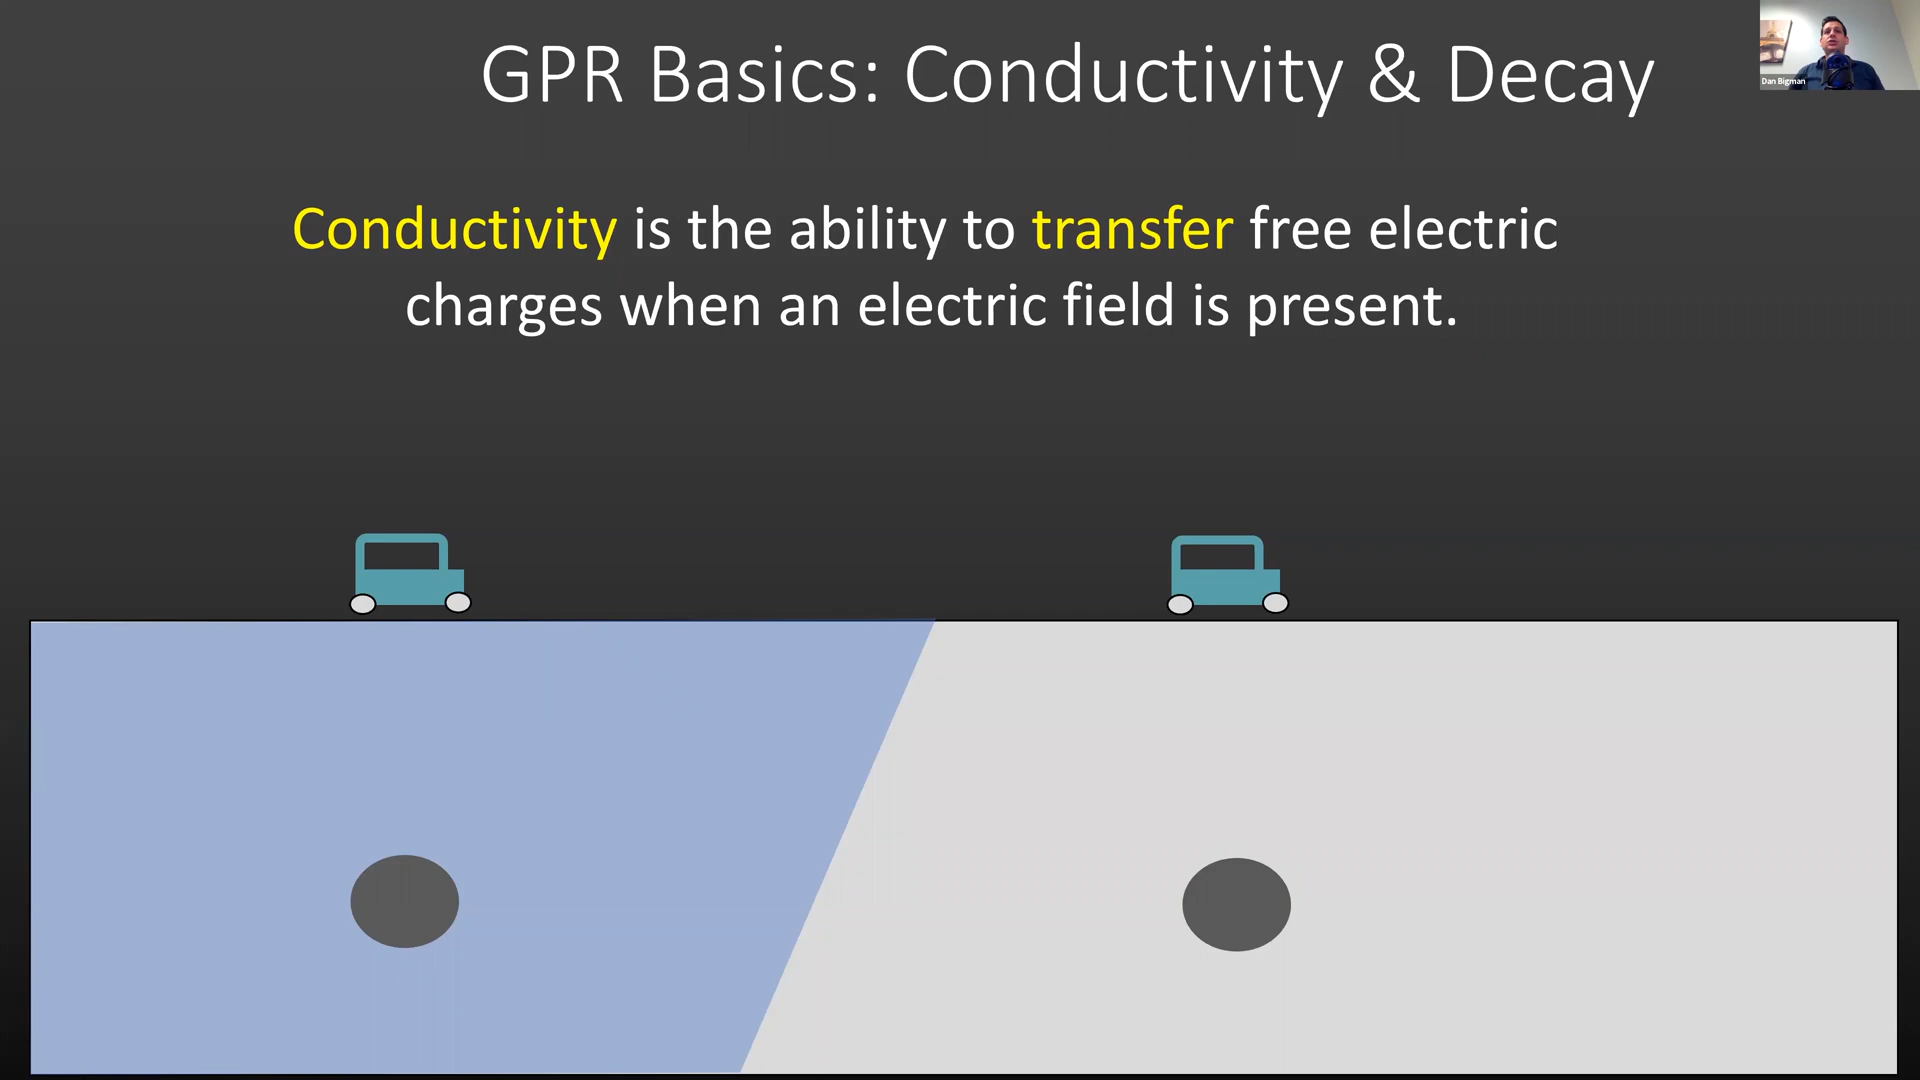 GPR Basics: Conductivity & Decay
Dan Bigman
Conductivity is the ability to transfer free electric
charges when an electric field is present.